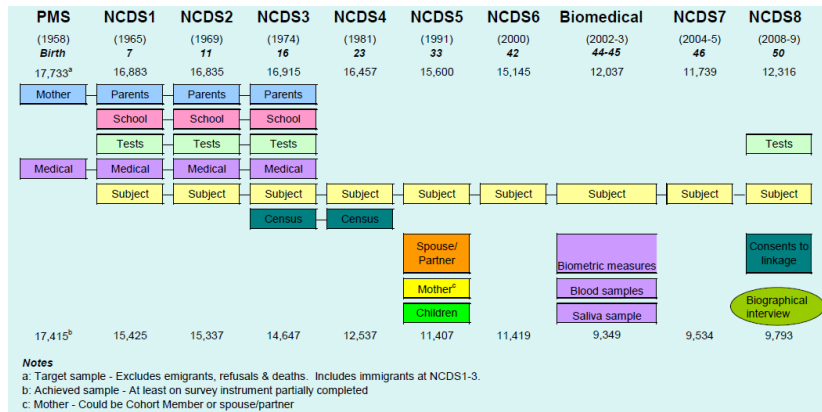 PMS NCDS1 NCDS2 NCDS3 NCDS4 NCDS5 NCDS6 Biomedical NCDS7 NCDS8
(1958) (1965) (1969) (1974) (1981) (1991) (2000) (2002-3) (2004-5) (2008-9)
Birth 7 11 16 23 33 42 44-45 46 50
17,733a 16,883 16,835 16,915 16,457 15,600 15,145 12,037 11,739 12,316
Mother Parents Parents Parents
School School School
Tests Tests Tests Tests
Medical Medical Medical Medical
Subject Subject Subject Subject Subject Subject Subject Subject Subject
Census Census
Spouse/ Consents to
Partner Biometric measures linkage
Motherc Blood samples Biographical
Children Saliva sample interview
17,415b 15,425 15,337 14,647 12,537 11,407 11,419 9,349 9,534 9,793
Notes
a: Target sample - Excludes emigrants, refusals & deaths. Includes immigrants at NCDS1-3.
b: Achieved sample - At least on survey instrument partially completed
c: Mother - Could be Cohort Member or spouse/partner